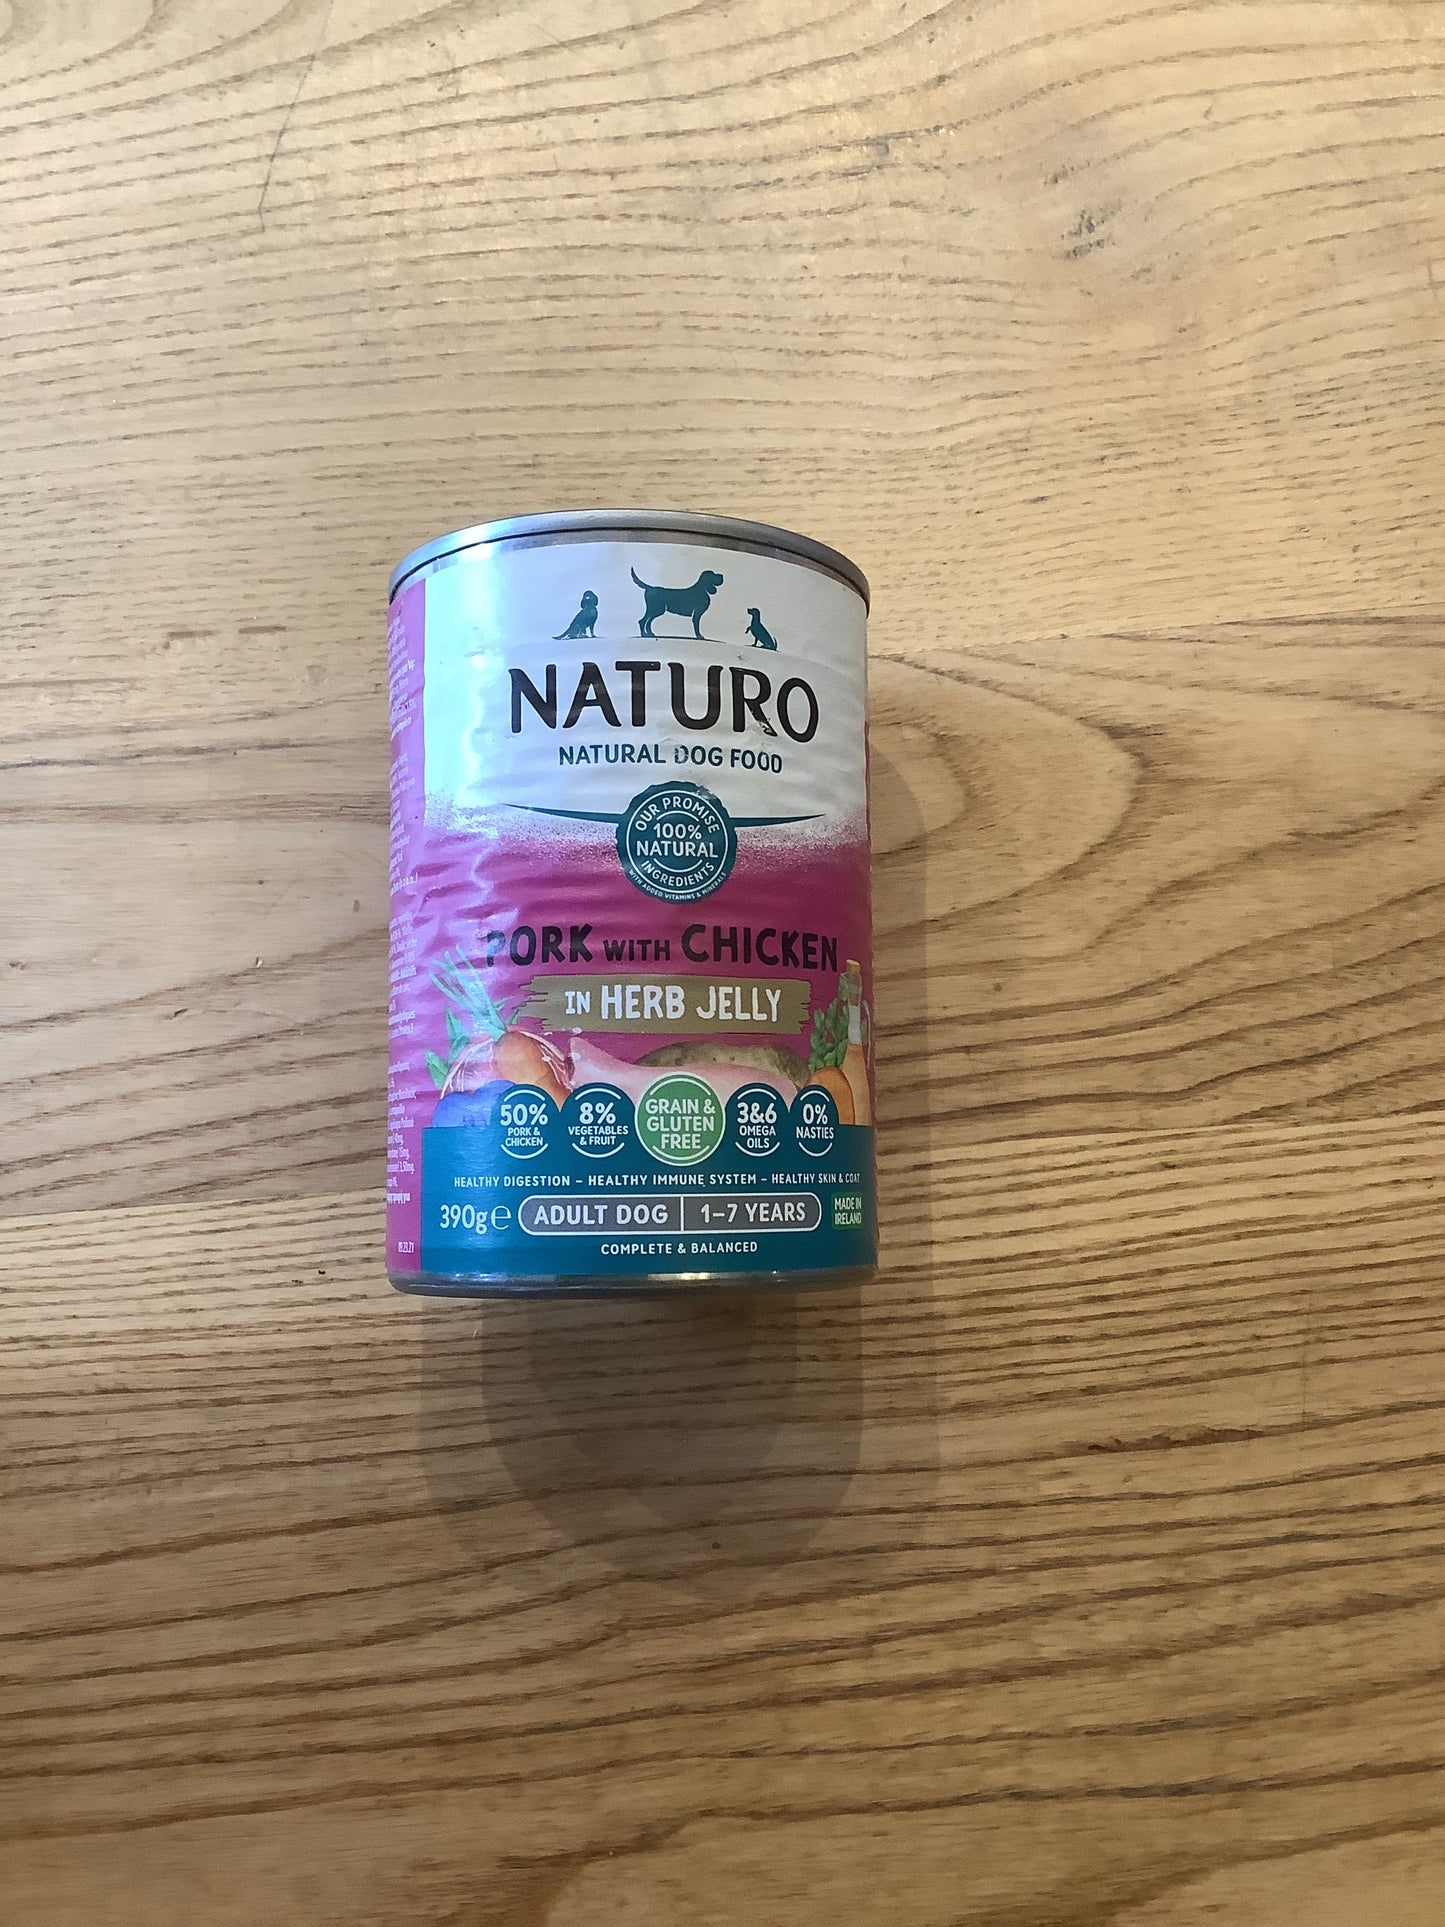 NATURO
NATURAL DOG FOOD
OUR PROMISE
100%
NATURAL
INGREDIENTS
WITH ADDED VITAMINS & MINERALS
PORK WITH CHICKEN
IN HERB JELLY
50%
PORK &
CHICKEN
8%
VEGETABLES
& FRUIT
GRAIN &
GLUTEN
FREE
3&6
OMEGA
OILS
0%
NASTIES
HEALTHY DIGESTION – HEALTHY IMMUNE SYSTEM – HEALTHY SKIN & COAT
390g℮ ADULT DOG 1–7 YEARS
MADE IN
IRELAND
COMPLETE & BALANCED